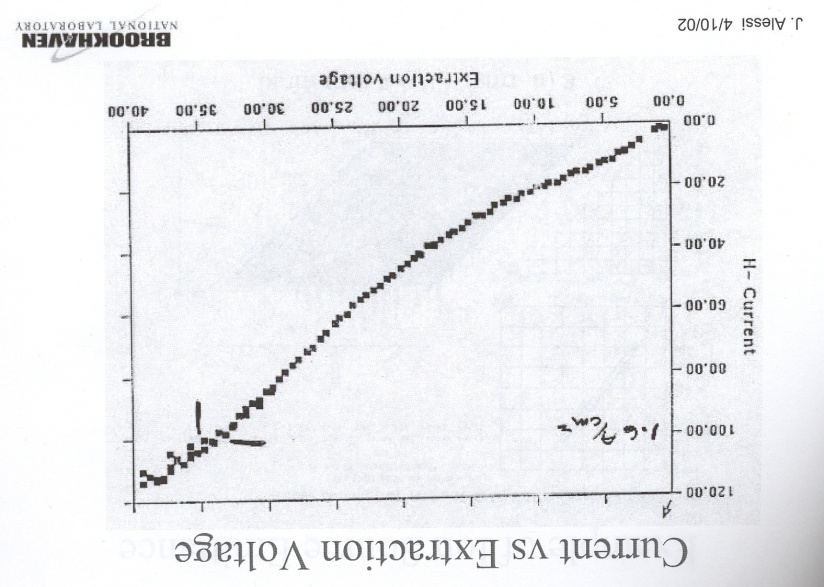 Current vs Extraction Voltage
120.00
100.00
80.00
60.00
40.00
20.00
0.00
H- Current
1.6 A/cm²
0.00 5.00 10.00 15.00 20.00 25.00 30.00 35.00 40.00
Extraction voltage
J. Alessi 4/10/02
BROOKHAVEN
NATIONAL LABORATORY